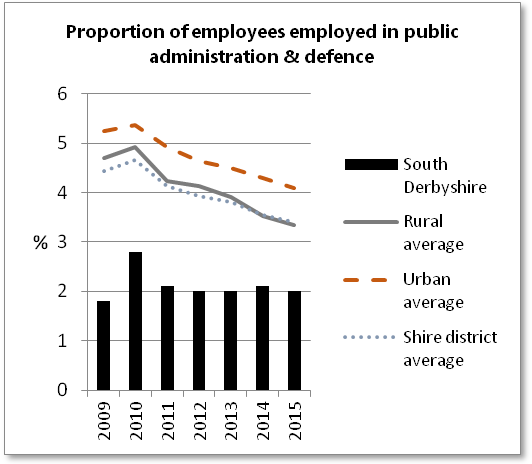 Proportion of employees employed in public
administration & defence
6
5
4
3
2
1
0
%
2009
2010
2011
2012
2013
2014
2015
South
Derbyshire
Rural
average
Urban
average
Shire district
average